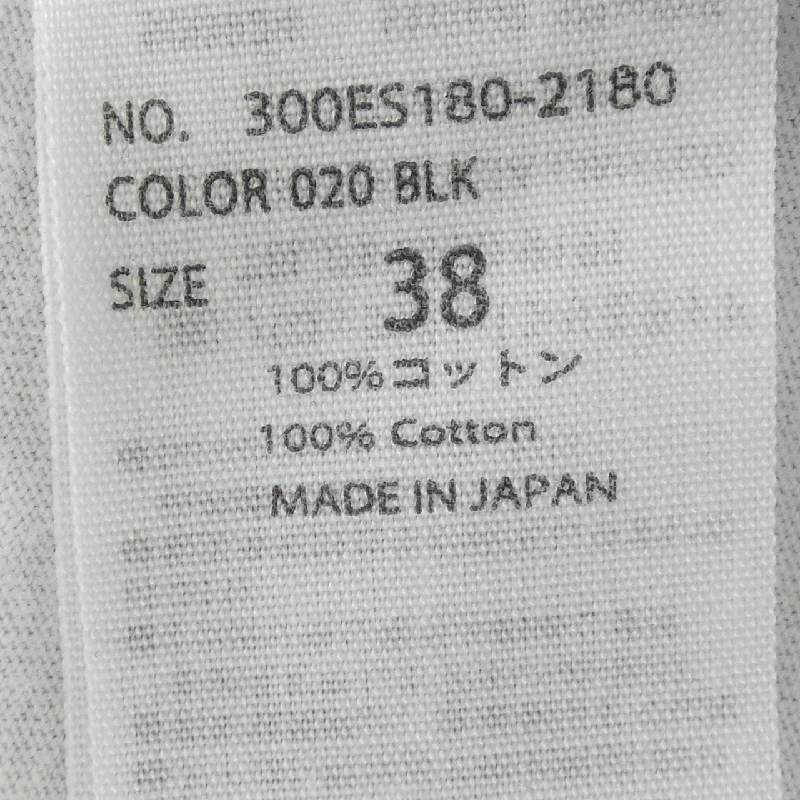 NO. 300ES180-2180
COLOR 020 BLK
SIZE 38
100%コットン
100% Cotton
MADE IN JAPAN